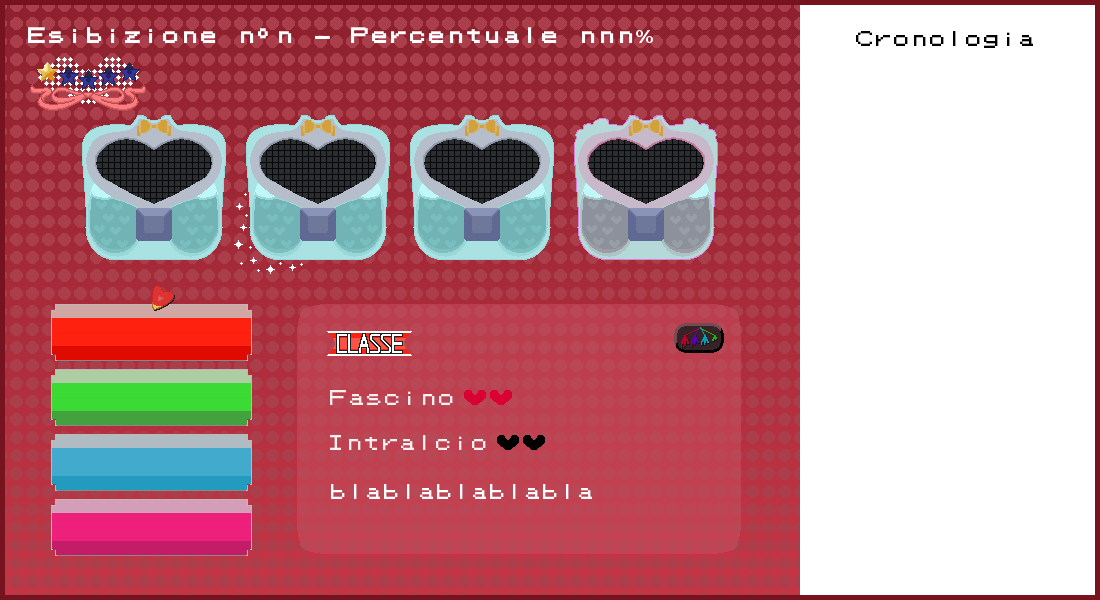 Esibizione n°n - Percentuale nnn%
Cronologia
CLASSE
Fascino
Intralcio
blablablablabla